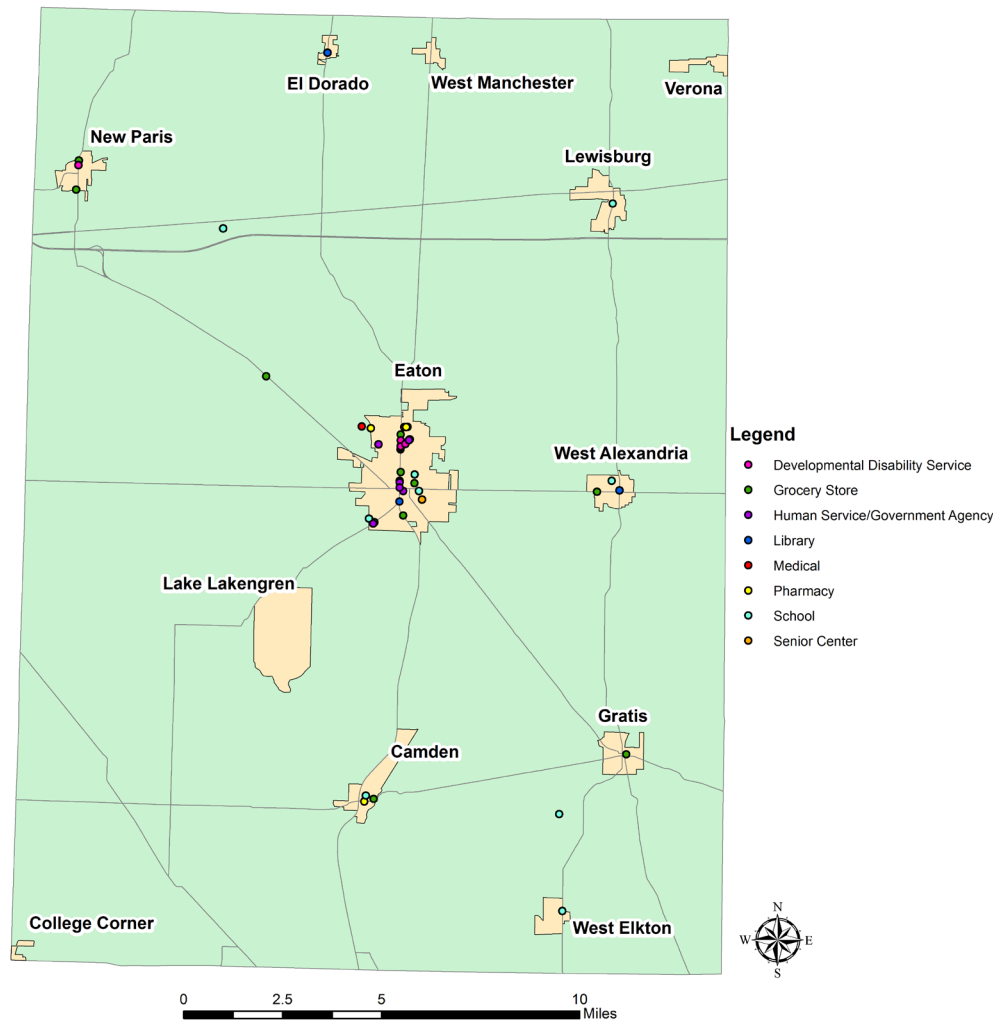 El Dorado
West Manchester
Verona
New Paris
Lewisburg
Eaton
West Alexandria
Legend
Developmental Disability Service
Grocery Store
Human Service/Government Agency
Library
Medical
Pharmacy
School
Senior Center
Lake Lakengren
Gratis
Camden
College Corner
West Elkton
N
W E
S
0 2.5 5 10
Miles